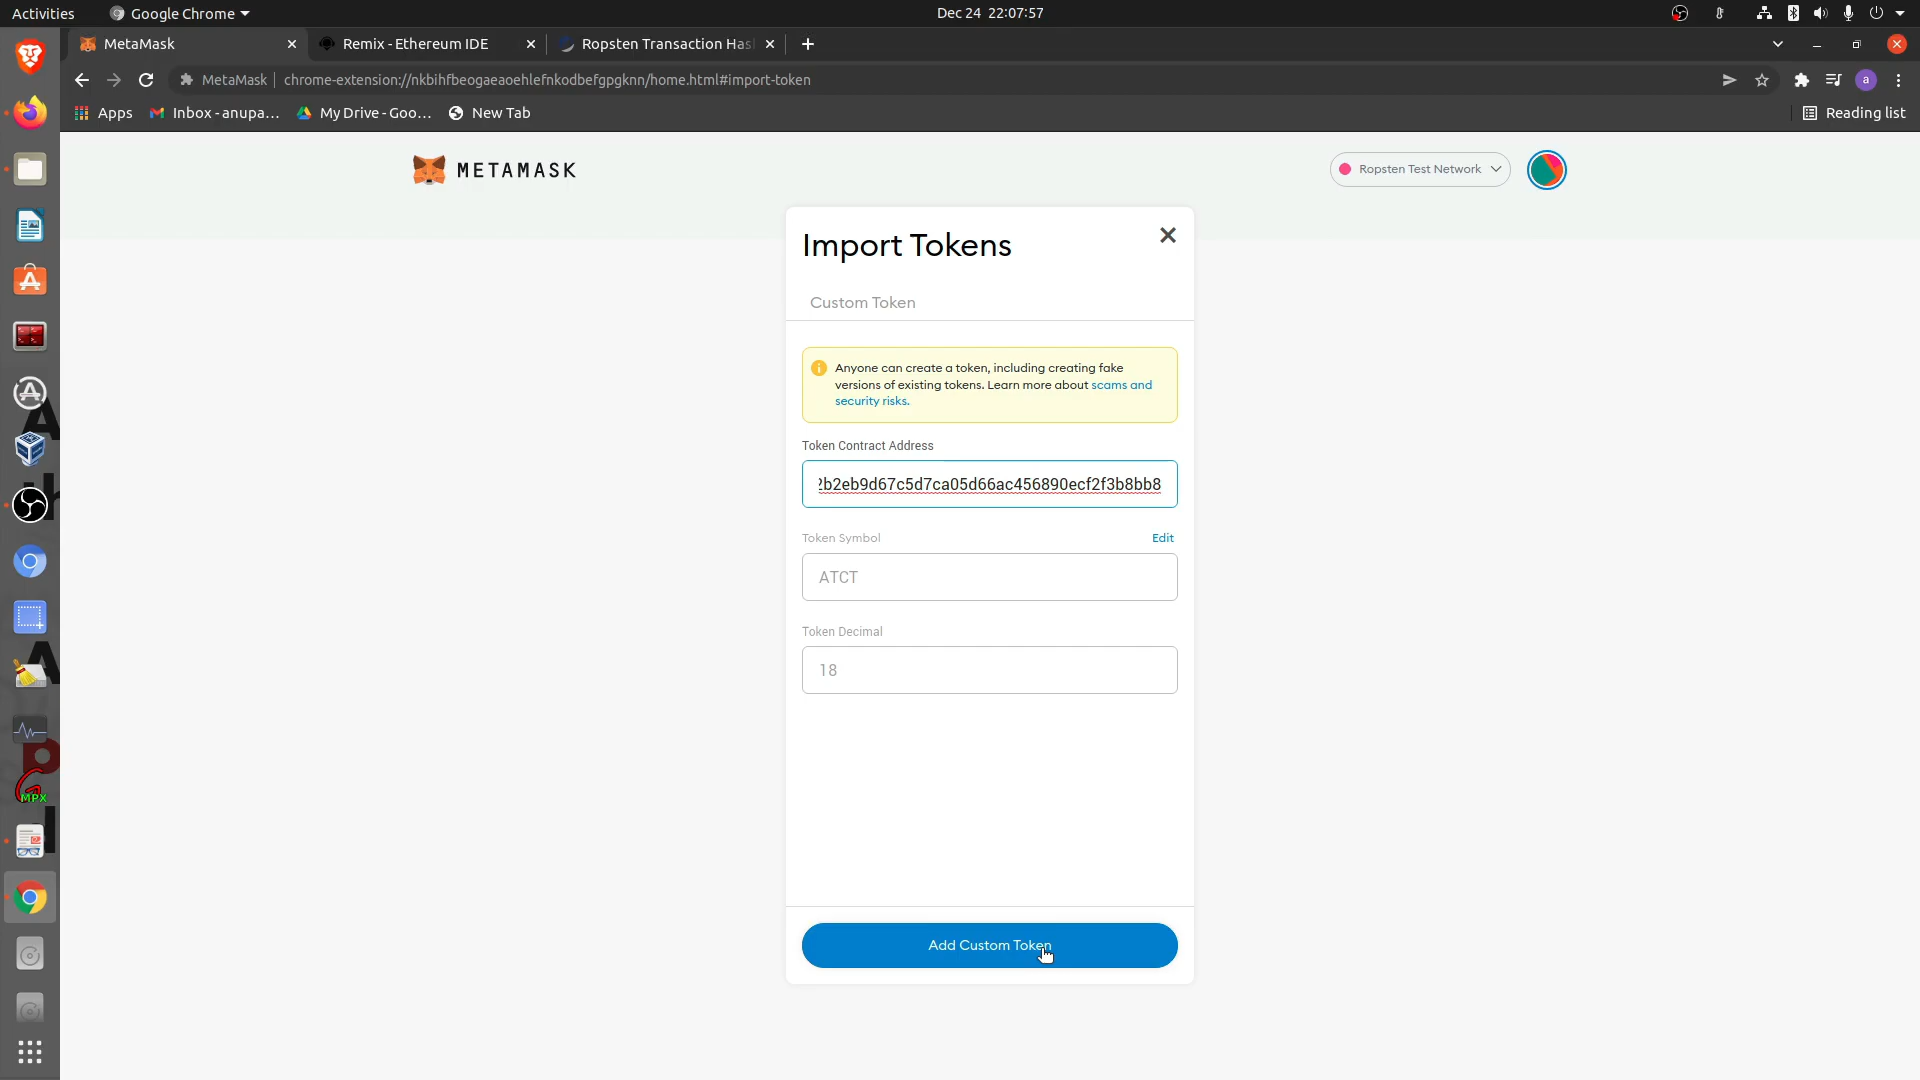 Activities
Google Chrome
Dec 24 22:07:57
MetaMask
Remix - Ethereum IDE
Ropsten Transaction Has
MetaMask
chrome-extension://nkbihfbeogaeaoehlefnkodbefgpgknn/home.html#import-token
a
Apps
Inbox - anupa...
My Drive - Goo...
New Tab
Reading list
METAMASK
Ropsten Test Network
Import Tokens
Custom Token
Anyone can create a token, including creating fake
versions of existing tokens. Learn more about scams and
security risks.
Token Contract Address
2b2eb9d67c5d7ca05d66ac456890ecf2f3b8bb8
Token Symbol
Edit
ATCT
Token Decimal
18
Add Custom Token
MPX